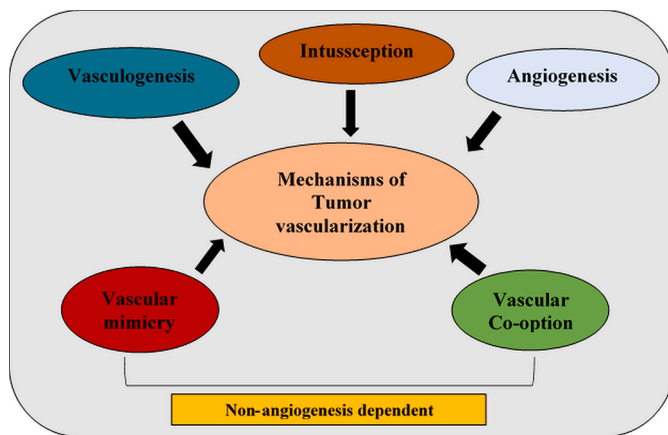 Intussception
Vasculogenesis
Angiogenesis
Mechanisms of
Tumor
vascularization
Vascular
mimicry
Vascular
Co-option
Non-angiogenesis dependent